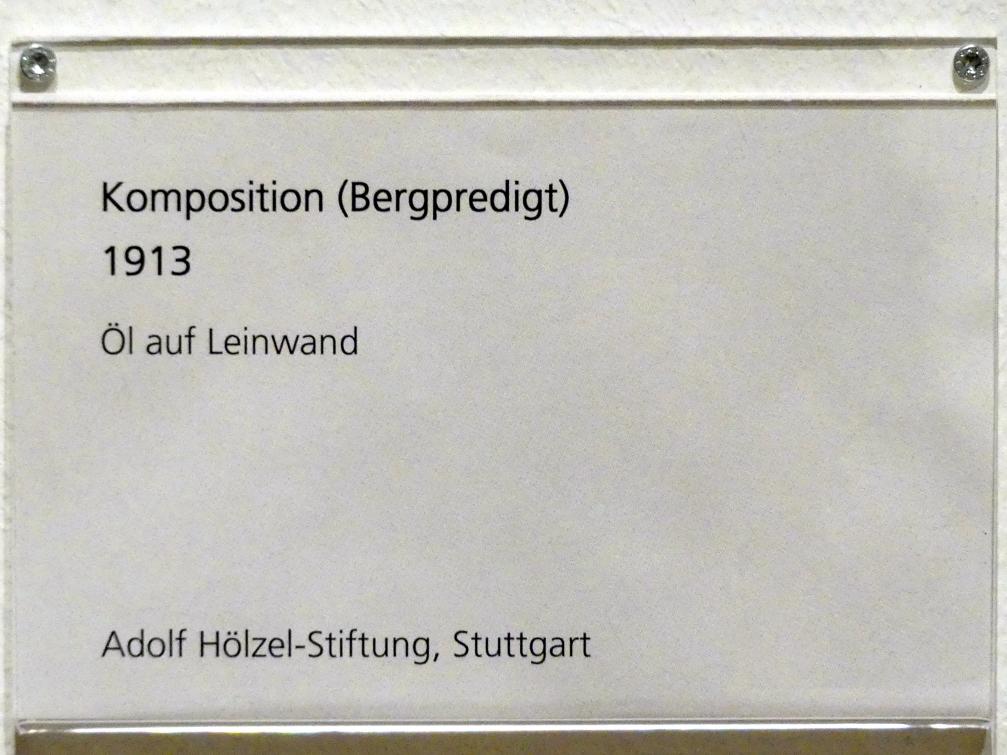 Komposition (Bergpredigt)
1913
Öl auf Leinwand
Adolf Hölzel-Stiftung, Stuttgart